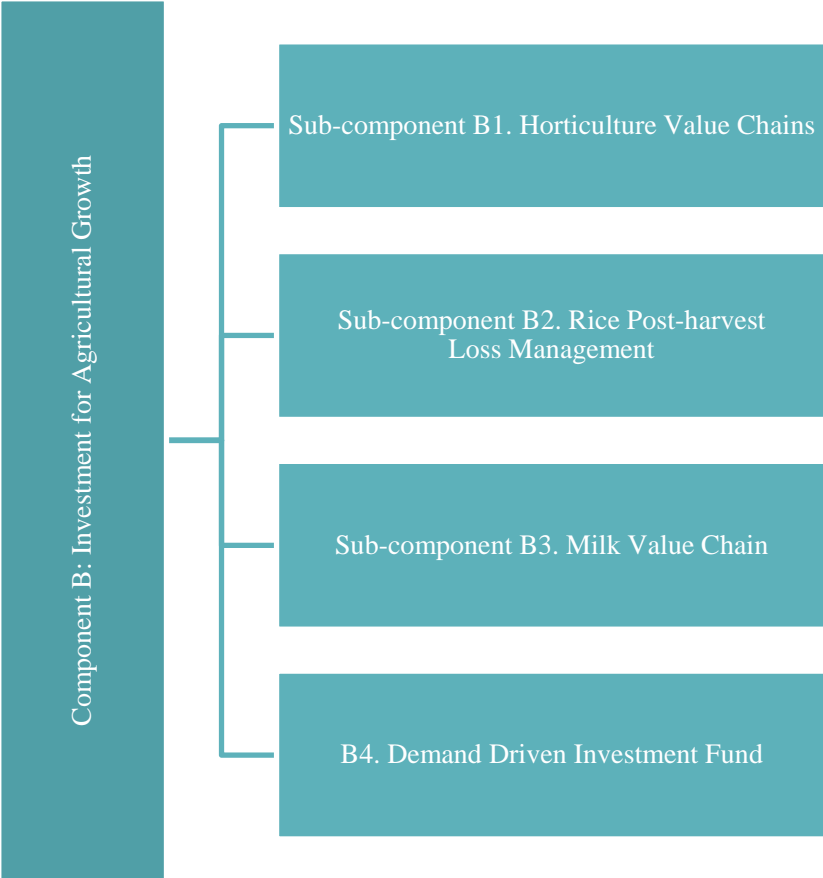 Component B: Investment for Agricultural Growth
Sub-component B1. Horticulture Value Chains
Sub-component B2. Rice Post-harvest
Loss Management
Sub-component B3. Milk Value Chain
B4. Demand Driven Investment Fund